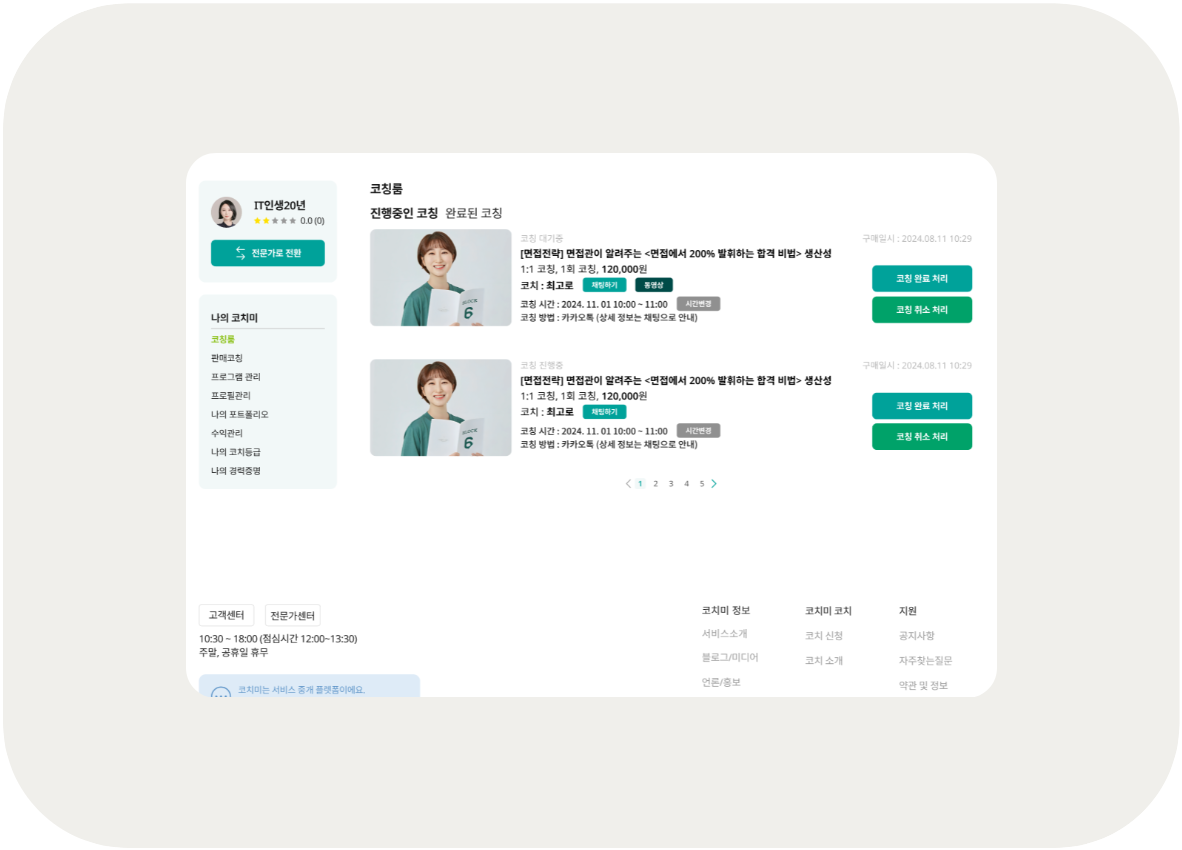 IT인생20년
0.0 (0)
전문가로 전환
나의 코치미
코칭룸
판매코칭
프로그램 관리
프로필관리
나의 포트폴리오
수익관리
나의 코치등급
나의 경력증명
코칭룸
진행중인 코칭 완료된 코칭
코칭 대기중
구매일시 : 2024.08.11 10:29
[면접전략] 면접관이 알려주는 <면접에서 200% 발휘하는 합격 비법> 생산성
1:1 코칭, 1회 코칭, 120,000원
코치 : 최고로 채팅하기 동영상
코칭 시간 : 2024. 11. 01 10:00 ~ 11:00 시간변경
코칭 방법 : 카카오톡 (상세 정보는 채팅으로 안내)
코칭 완료 처리
코칭 취소 처리
6
코칭 진행중
구매일시 : 2024.08.11 10:29
[면접전략] 면접관이 알려주는 <면접에서 200% 발휘하는 합격 비법> 생산성
1:1 코칭, 1회 코칭, 120,000원
코치 : 최고로 채팅하기
코칭 시간 : 2024. 11. 01 10:00 ~ 11:00 시간변경
코칭 방법 : 카카오톡 (상세 정보는 채팅으로 안내)
코칭 완료 처리
코칭 취소 처리
6
1 2 3 4 5
고객센터 전문가센터
10:30 ~ 18:00 (점심시간 12:00~13:30)
주말, 공휴일 휴무
코치미는 서비스 중개 플랫폼이에요.
코치미 정보
서비스소개
블로그/미디어
언론/홍보
코치미 코치
코치 신청
코치 소개
지원
공지사항
자주찾는질문
약관 및 정보